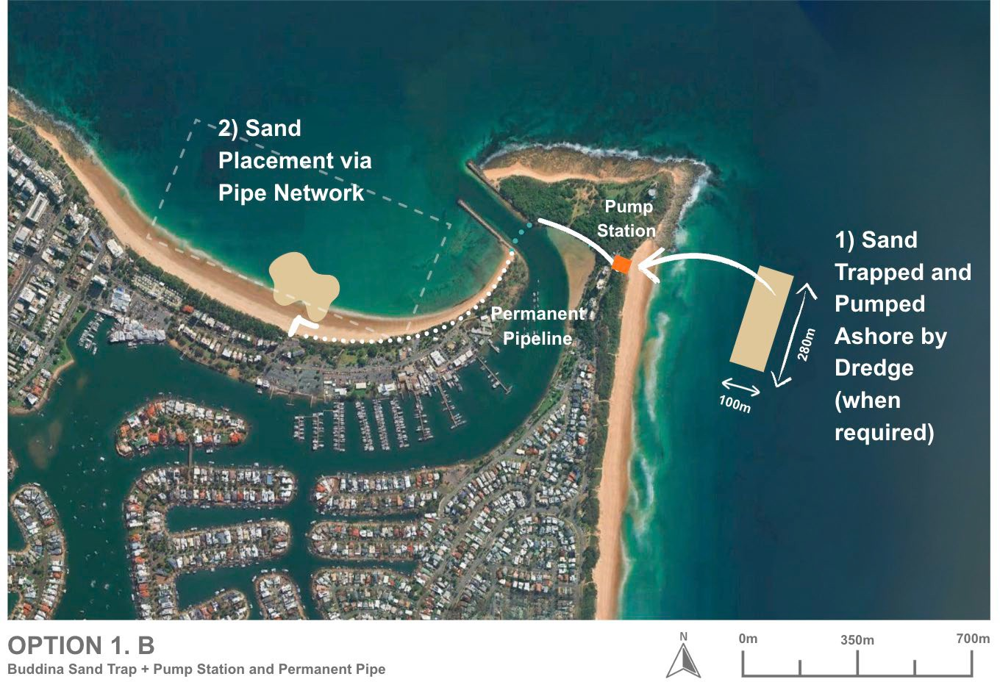 2) Sand
Placement via
Pipe Network
Pump
Station
1) Sand
Trapped and
Pumped
Ashore by
Dredge
(when
required)
Permanent
Pipeline
280m
100m
OPTION 1. B
Buddina Sand Trap + Pump Station and Permanent Pipe
N
0m
350m
700m